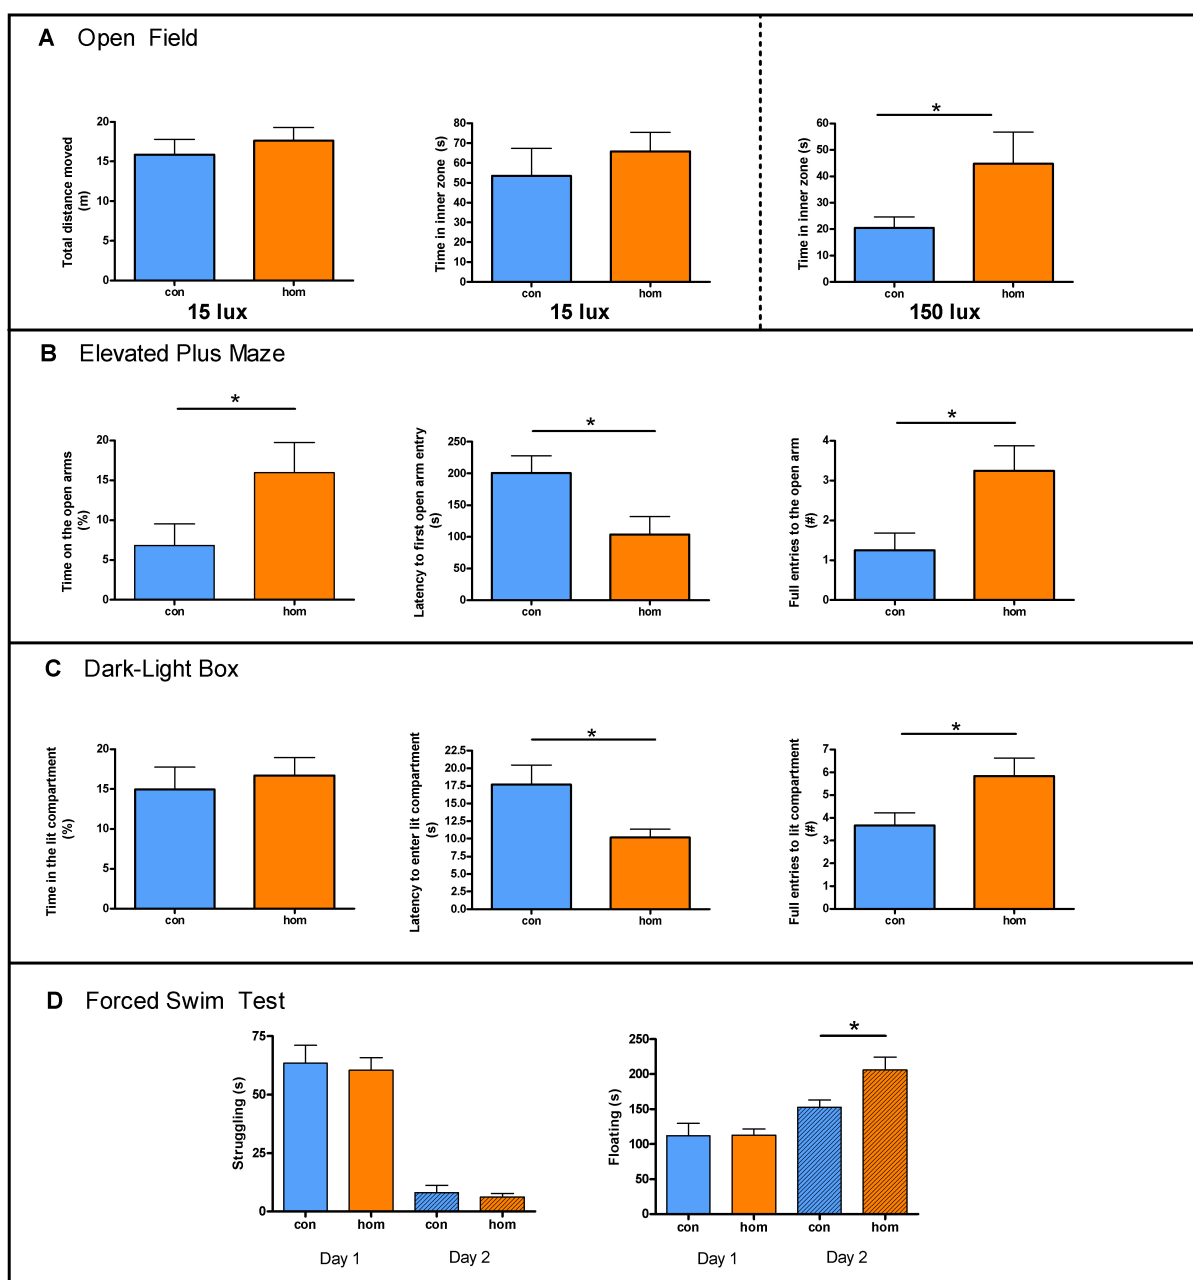 A Open Field
Total distance moved
(m)
20
15
10
5
0
con hom
15 lux
Time in inner zone (s)
80
70
60
50
40
30
20
10
0
con hom
15 lux
*
Time in inner zone (s)
60
50
40
30
20
10
0
con hom
150 lux
B Elevated Plus Maze
*
Time on the open arms
(%)
20
15
10
5
0
con hom
*
Latency to first open arm entry
(s)
250
200
150
100
50
0
con hom
*
Full entries to the open arm
(#)
4
3
2
1
0
con hom
C Dark-Light Box
Time in the lit compartment
(%)
20
15
10
5
0
con hom
*
Latency to enter lit compartment
(s)
22.5
20.0
17.5
15.0
12.5
10.0
7.5
5.0
2.5
0.0
con hom
*
Full entries to lit compartment
(#)
7
6
5
4
3
2
1
0
con hom
D Forced Swim Test
Struggling (s)
75
50
25
0
con hom con hom
Day 1 Day 2
*
Floating (s)
250
200
150
100
50
0
con hom con hom
Day 1 Day 2